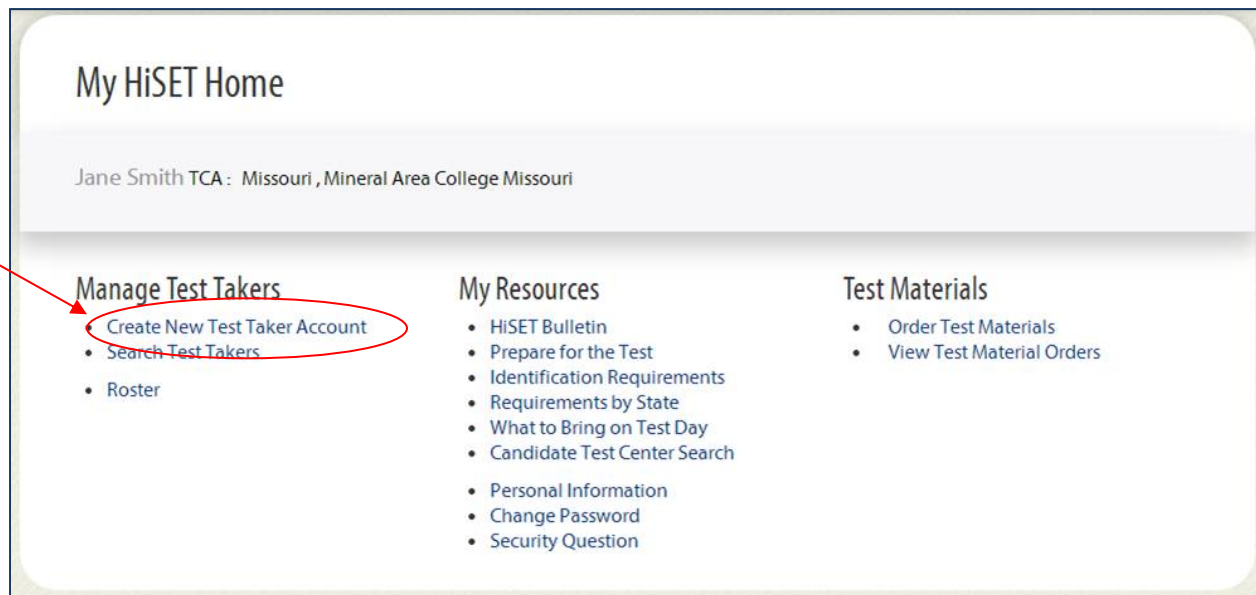 My HiSET Home
Jane Smith TCA : Missouri , Mineral Area College Missouri
Manage Test Takers
• Create New Test Taker Account
• Search Test Takers
• Roster
My Resources
• HiSET Bulletin
• Prepare for the Test
• Identification Requirements
• Requirements by State
• What to Bring on Test Day
• Candidate Test Center Search
• Personal Information
• Change Password
• Security Question
Test Materials
• Order Test Materials
• View Test Material Orders